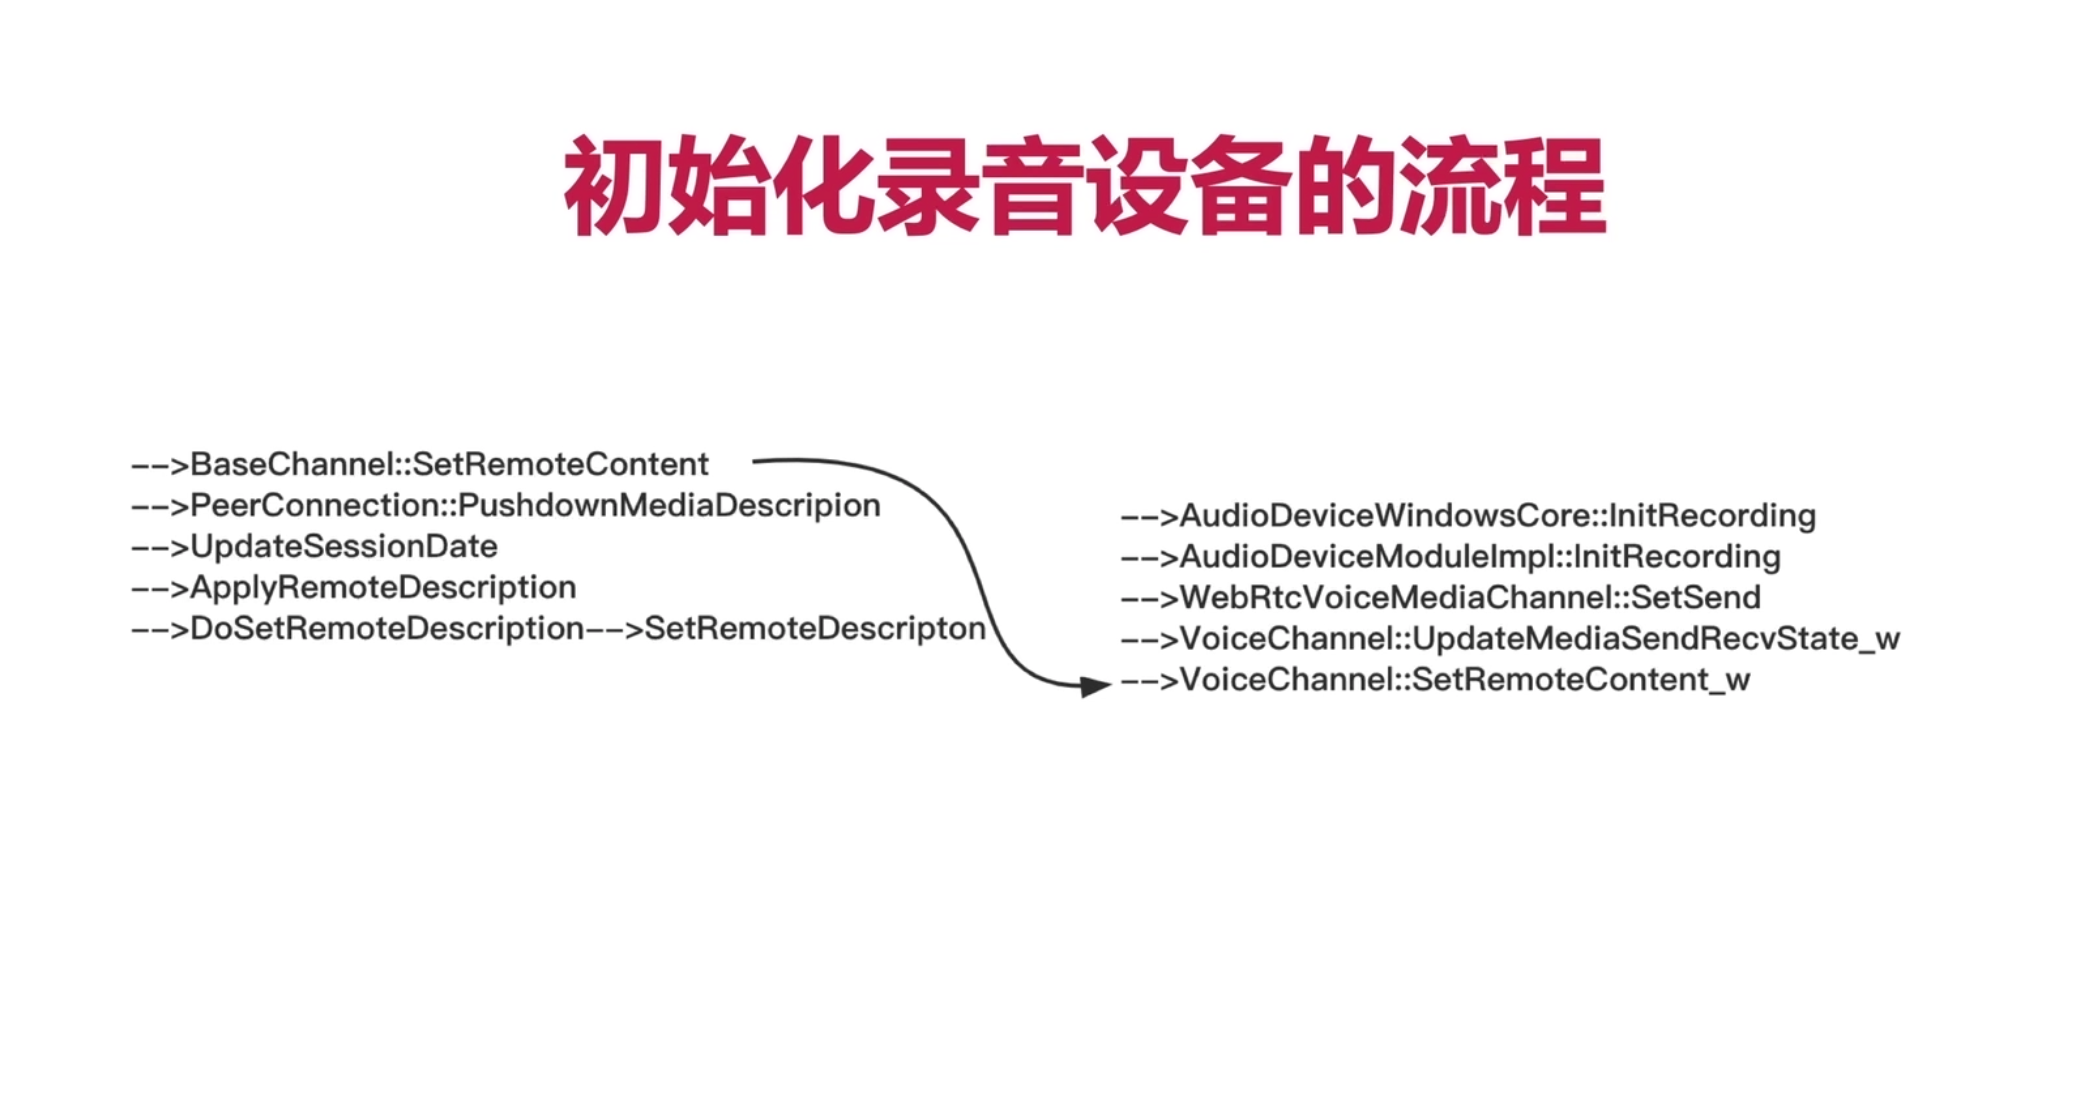 初始化录音设备的流程
-->BaseChannel::SetRemoteContent
-->PeerConnection::PushdownMediaDescripion
-->UpdateSessionDate
-->ApplyRemoteDescription
-->DoSetRemoteDescription-->SetRemoteDescripton
-->AudioDeviceWindowsCore::InitRecording
-->AudioDeviceModuleImpl::InitRecording
-->WebRtcVoiceMediaChannel::SetSend
-->VoiceChannel::UpdateMediaSendRecvState_w
-->VoiceChannel::SetRemoteContent_w